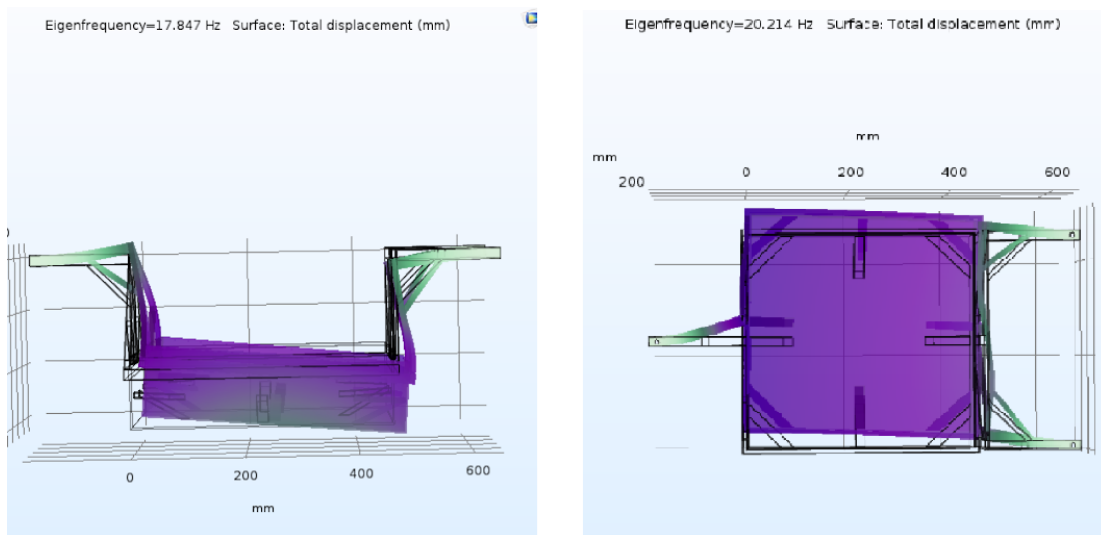 Eigenfrequency=17.847 Hz   Surface: Total displacement (mm)
0
200
400
600
mm
Eigenfrequency=20.214 Hz   Surface: Total displacement (mm)
mm
mm
0
200
400
600
200